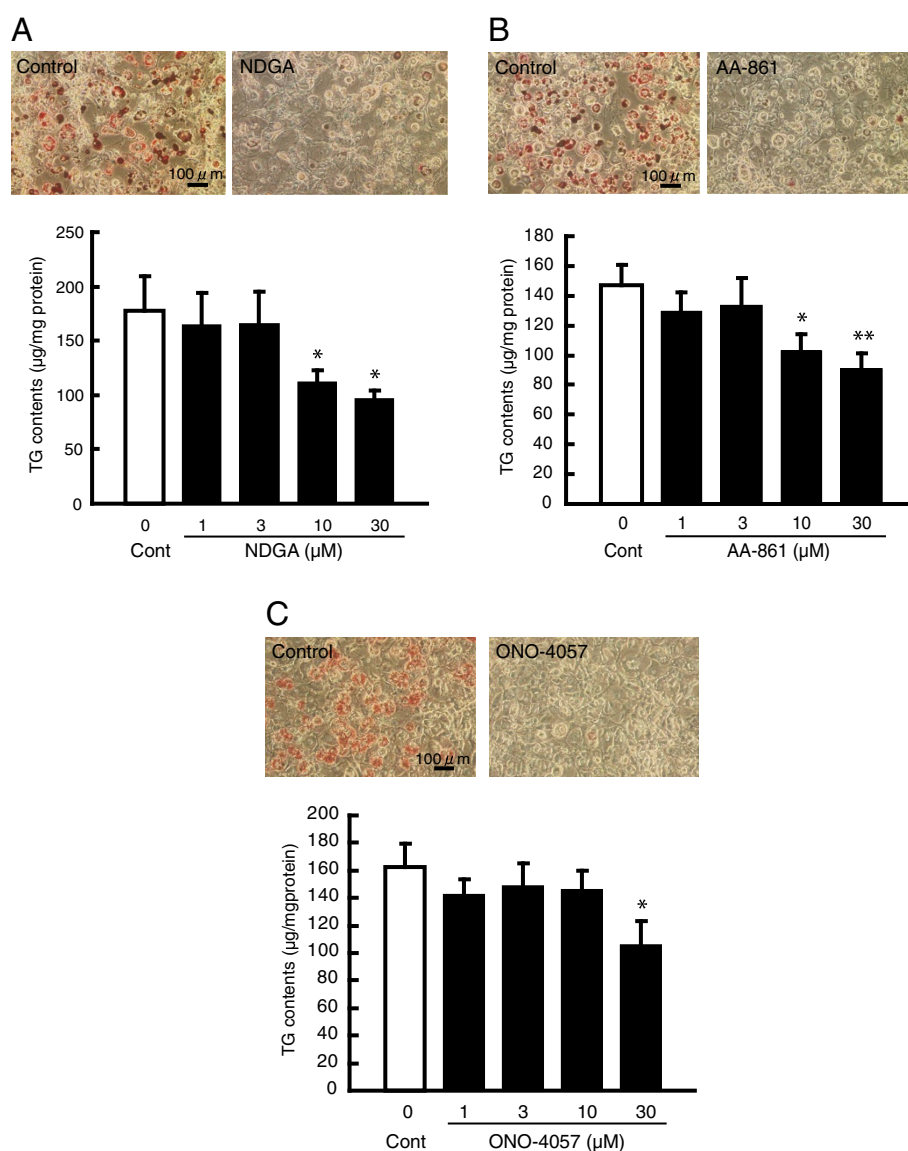 A
Control
NDGA
100 μm
TG contents (μg/mg protein)
250
200
150
100
50
0
*
*
0
1
3
10
30
Cont
NDGA (μM)
B
Control
AA-861
100 μm
TG contents (μg/mg protein)
180
160
140
120
100
80
60
40
20
0
*
**
0
1
3
10
30
Cont
AA-861 (μM)
C
Control
ONO-4057
100 μm
TG contents (μg/mgprotein)
200
180
160
140
120
100
80
60
40
20
0
*
0
1
3
10
30
Cont
ONO-4057 (μM)